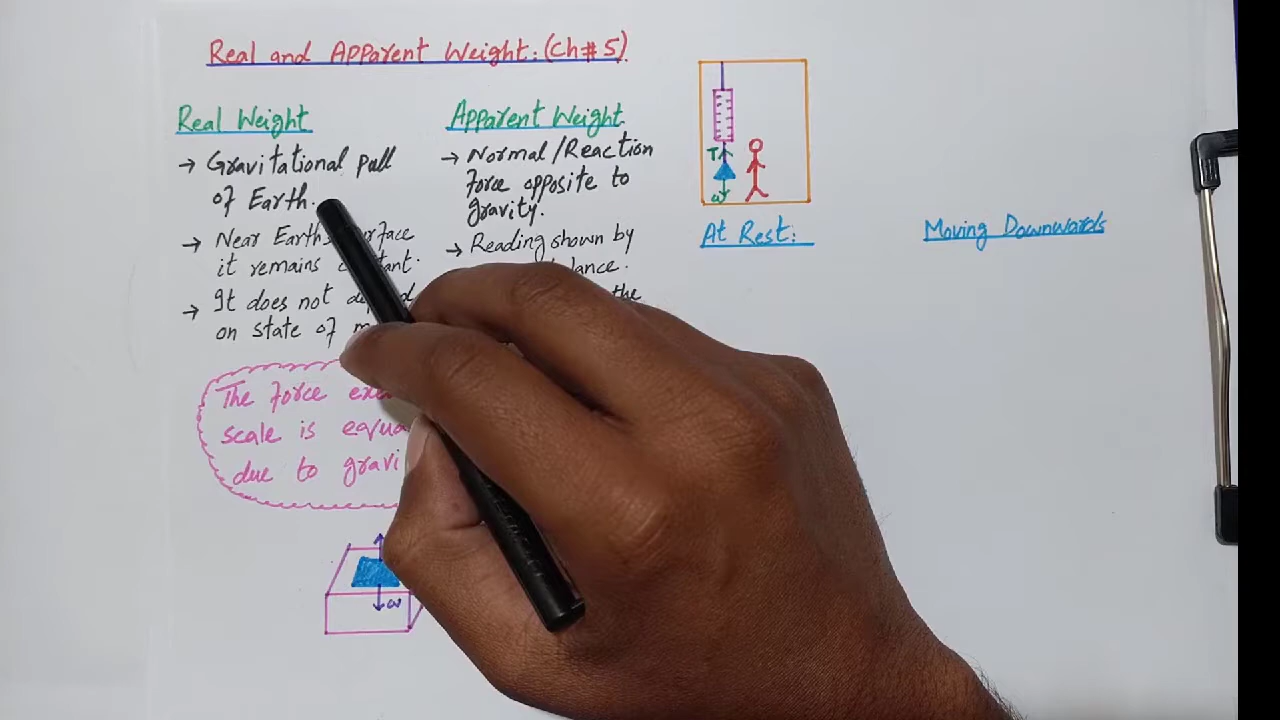 Real and Apparent Weight: (Ch# 5)
Real Weight
→ Gravitational pull
of Earth.
→ Near Earth's
it remains
→ It does not
on state of
Apparent Weight
→ Normal/Reaction
force opposite to
gravity.
→ Reading shown by
the
The force
scale is
due to
w
T
w
At Rest:
Moving Downwards